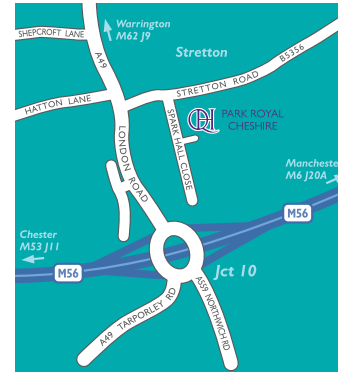 Warrington
M62 J9
SHEPCROFT LANE
A49
Stretton
B5356
STRETTON ROAD
HATTON LANE
QH
PARK ROYAL
CHESHIRE
SPARK HALL CLOSE
LONDON ROAD
Manchester
M6 J20A
M56
Chester
M53 J11
M56
Jct 10
A49 TARPORLEY RD
A559 NORTHWICH RD